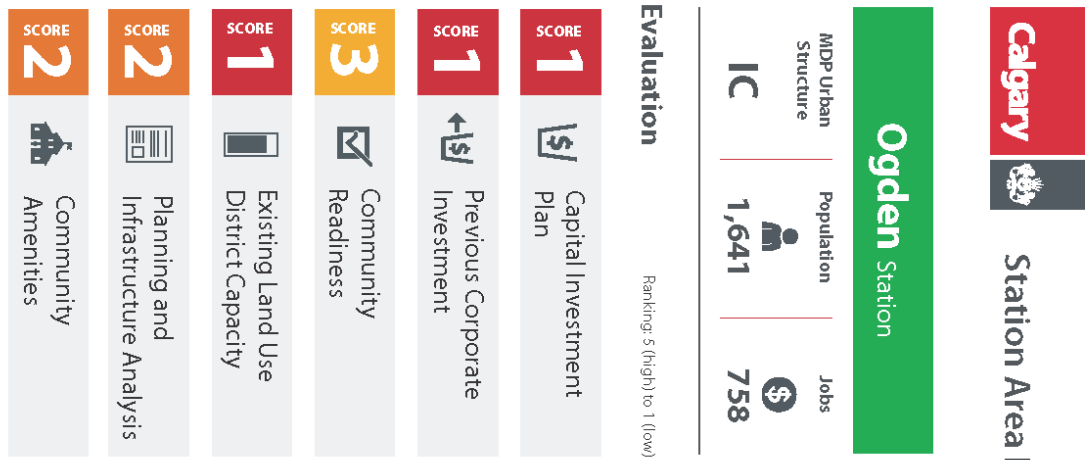 Calgary
Station Area
Ogden Station
MDP Urban
Structure
IC
Population
1,641
Jobs
758
Evaluation
Ranking: 5 (high) to 1 (low)
SCORE
1
Capital Investment
Plan
SCORE
1
Previous Corporate
Investment
SCORE
3
Community
Readiness
SCORE
1
Existing Land Use
District Capacity
SCORE
2
Planning and
Infrastructure Analysis
SCORE
2
Community
Amenities